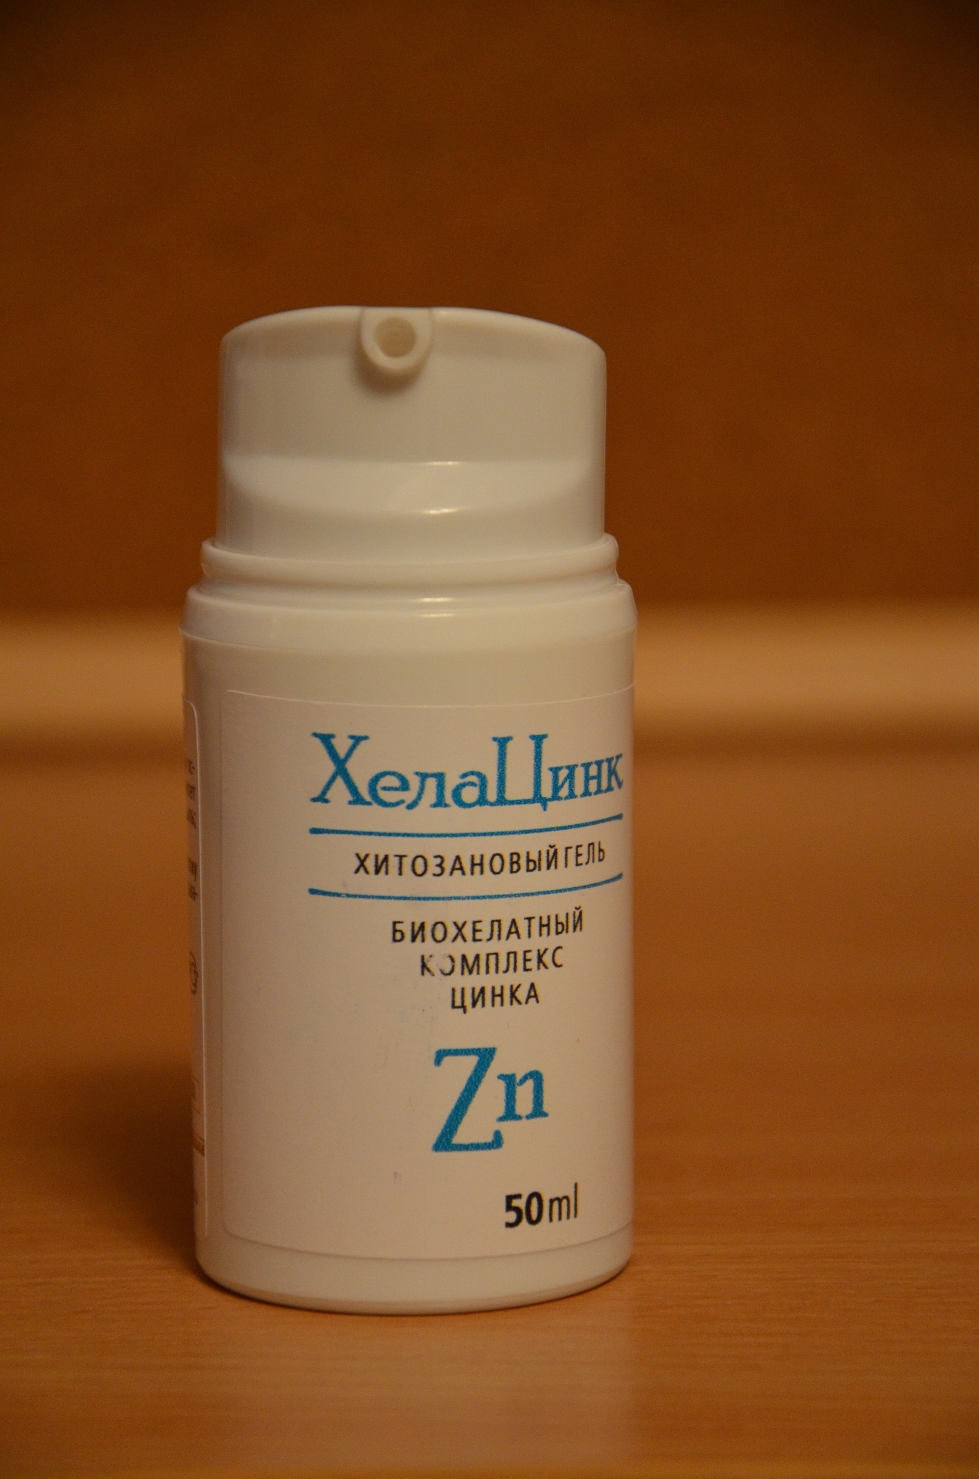 ХелаЦинк
ХИТОЗАНОВЫЙ ГЕЛЬ
БИОХЕЛАТНЫЙ
КОМПЛЕКС
ЦИНКА
Zn
50ml